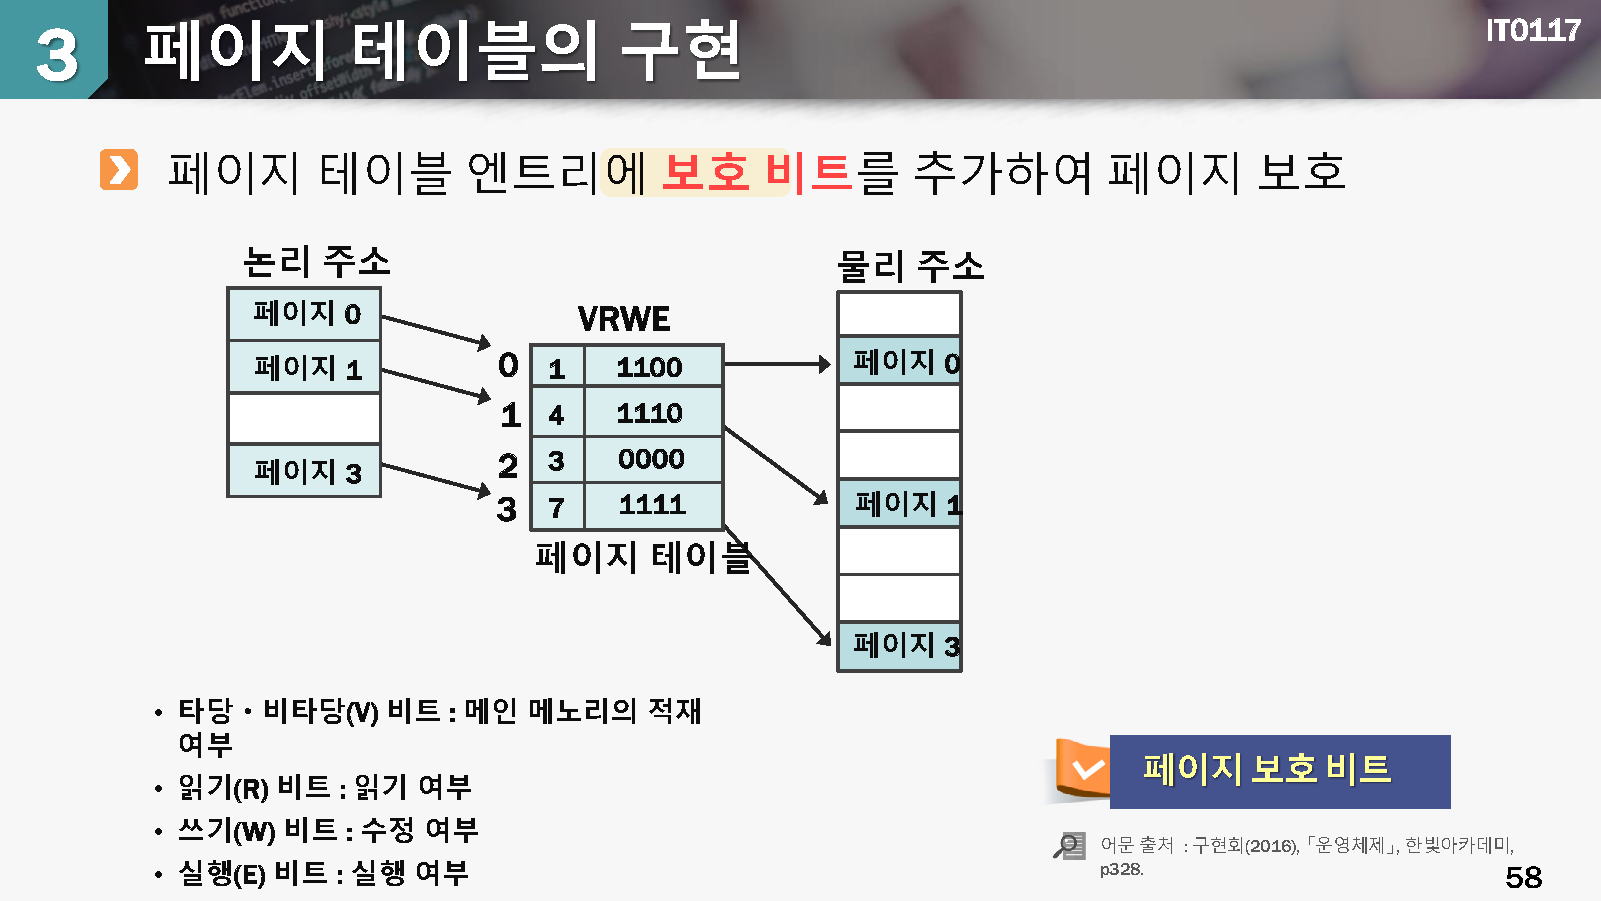 3
페이지 테이블의 구현
IT0117
페이지 테이블 엔트리에 보호 비트를 추가하여 페이지 보호
논리 주소
페이지 0
페이지 1
페이지 3
VRWE
0 1 1100
1 4 1110
2 3 0000
3 7 1111
페이지 테이블
물리 주소
페이지 0
페이지 1
페이지 3
• 타당·비타당(V) 비트 : 메인 메노리의 적재
여부
• 읽기(R) 비트 : 읽기 여부
• 쓰기(W) 비트 : 수정 여부
• 실행(E) 비트 : 실행 여부
페이지 보호 비트
어문 출처 : 구현회(2016), 「운영체제」, 한빛아카데미,
p328.
58